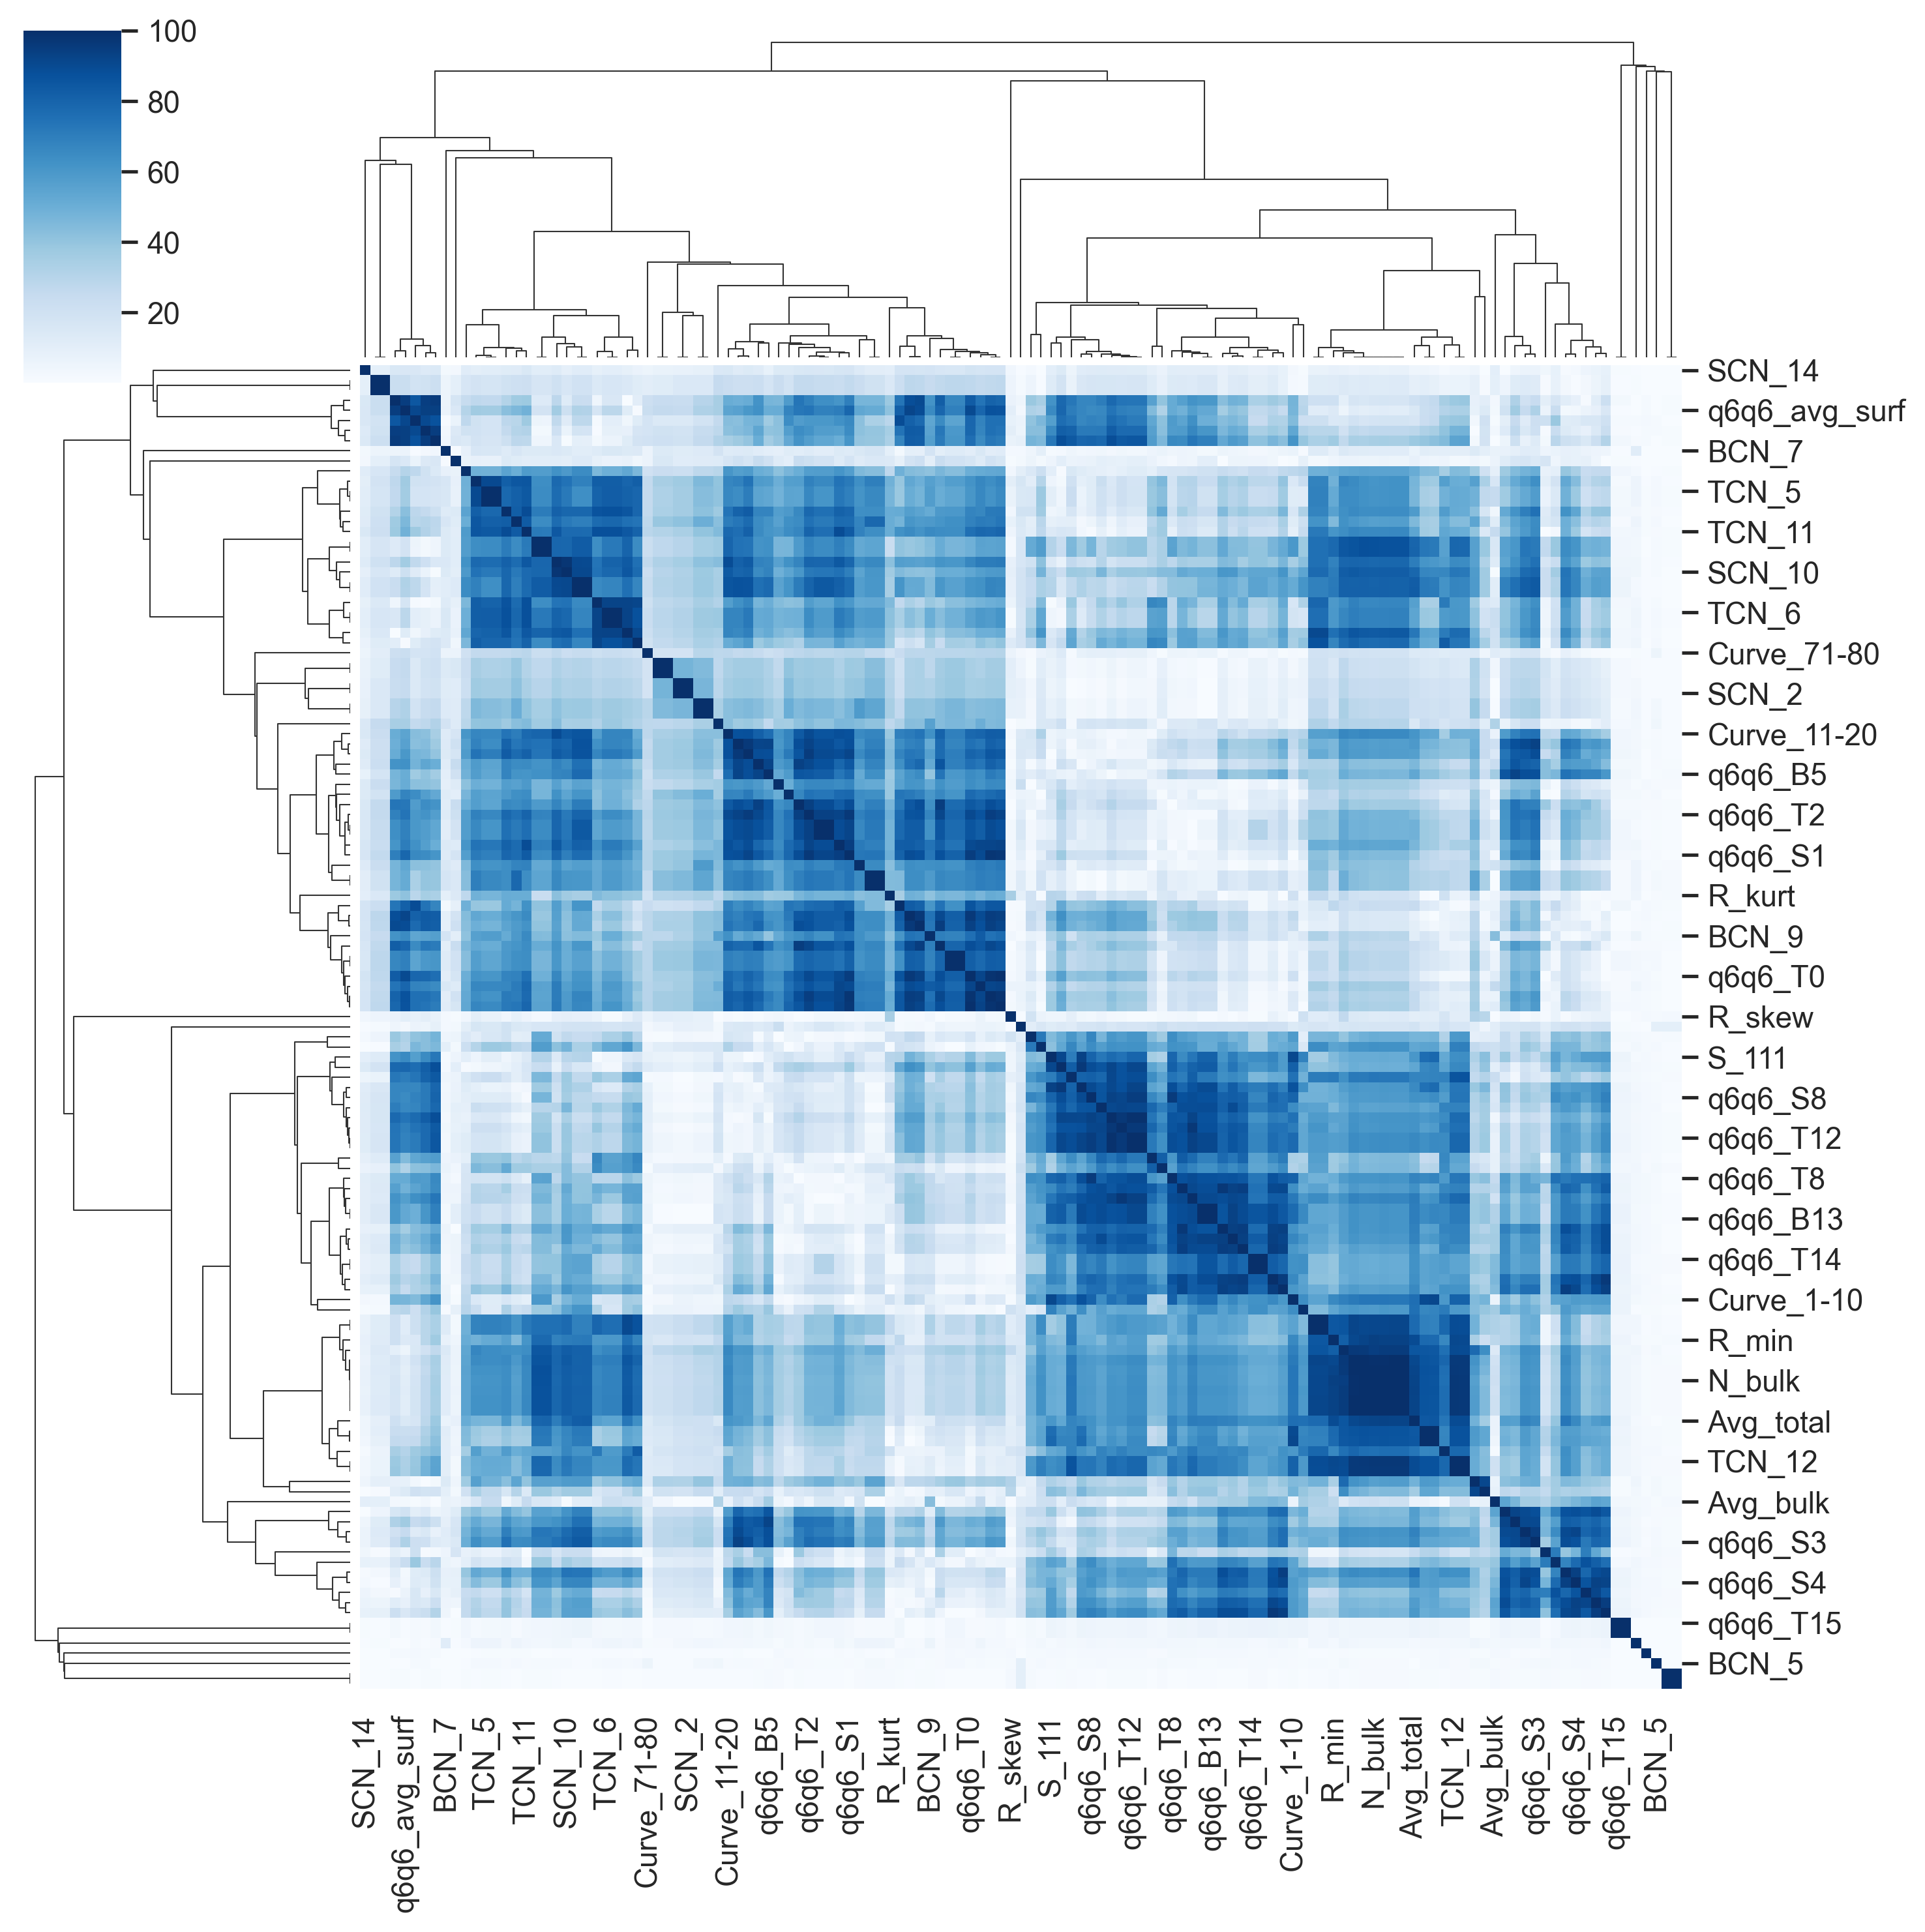 100
80
60
40
20
SCN_14
q6q6_avg_surf
BCN_7
TCN_5
TCN_11
SCN_10
TCN_6
Curve_71-80
SCN_2
Curve_11-20
q6q6_B5
q6q6_T2
q6q6_S1
R_kurt
BCN_9
q6q6_T0
R_skew
S_111
q6q6_S8
q6q6_T12
q6q6_T8
q6q6_B13
q6q6_T14
Curve_1-10
R_min
N_bulk
Avg_total
TCN_12
Avg_bulk
q6q6_S3
q6q6_S4
q6q6_T15
BCN_5
SCN_14
q6q6_avg_surf
BCN_7
TCN_5
TCN_11
SCN_10
TCN_6
Curve_71-80
SCN_2
Curve_11-20
q6q6_B5
q6q6_T2
q6q6_S1
R_kurt
BCN_9
q6q6_T0
R_skew
S_111
q6q6_S8
q6q6_T12
q6q6_T8
q6q6_B13
q6q6_T14
Curve_1-10
R_min
N_bulk
Avg_total
TCN_12
Avg_bulk
q6q6_S3
q6q6_S4
q6q6_T15
BCN_5